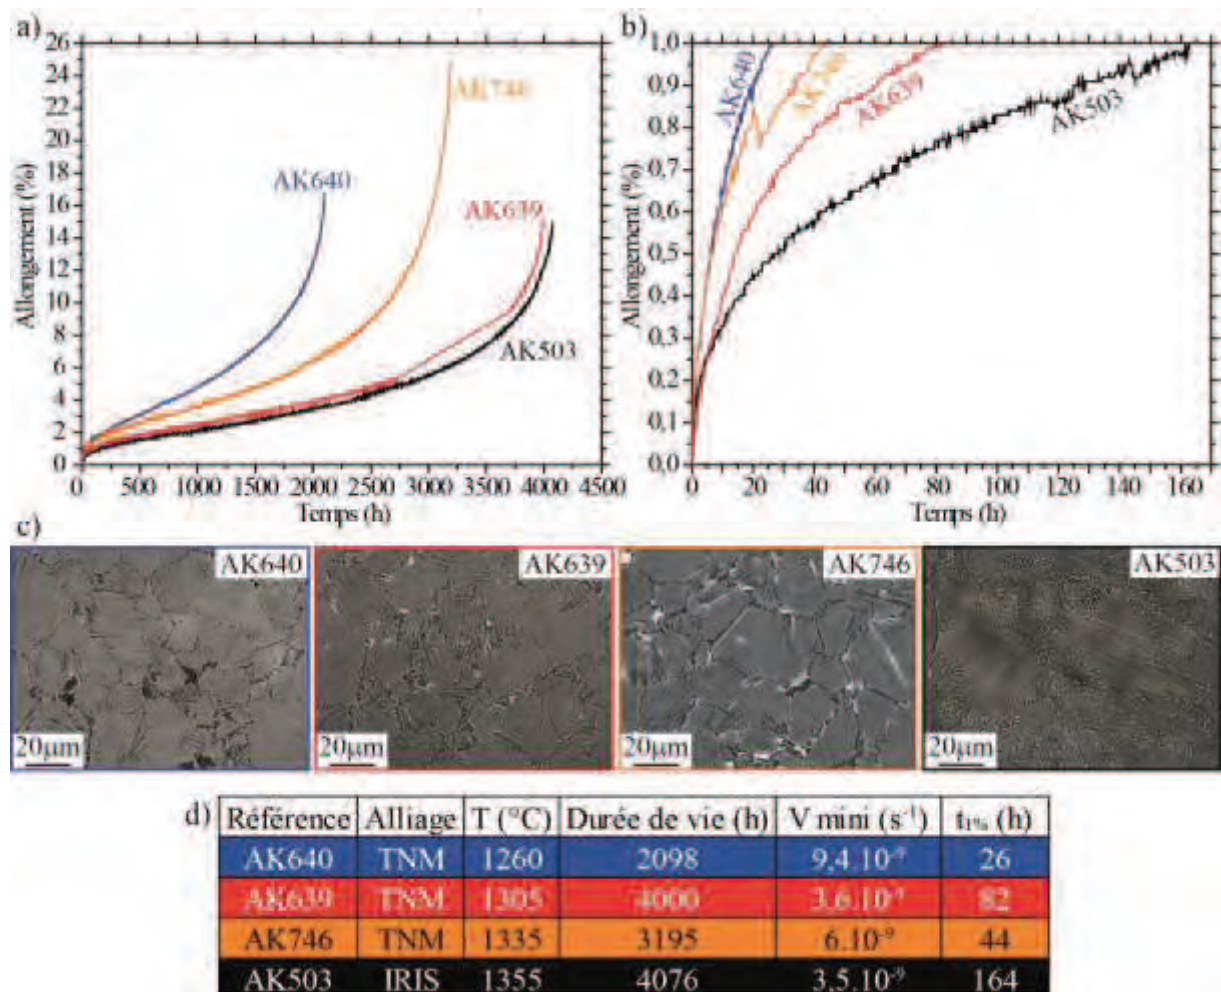 a)
26
24
22
20
18
16
14
12
10
8
6
4
2
0
Allongement (%)
AK746
AK640
AK639
AK503
0 500 1000 1500 2000 2500 3000 3500 4000 4500
Temps (h)
b)
1,0
0,9
0,8
0,7
0,6
0,5
0,4
0,3
0,2
0,1
0,0
Allongement (%)
AK640
AK639
AK503
0 20 40 60 80 100 120 140 160
Temps (h)
c)
AK640 AK639 AK746 AK503
20µm 20µm 20µm 20µm
d) Référence Alliage T (°C) Durée de vie (h) V mini (s⁻¹) t₁% (h)
AK640 TNM 1260 2098 9,4.10⁻⁹ 26
AK639 TNM 1305 4000 82
AK746 TNM 1335 3195 6.10⁻⁹ 44
AK503 IRIS 1355 4076 3,5.10⁻⁹ 164